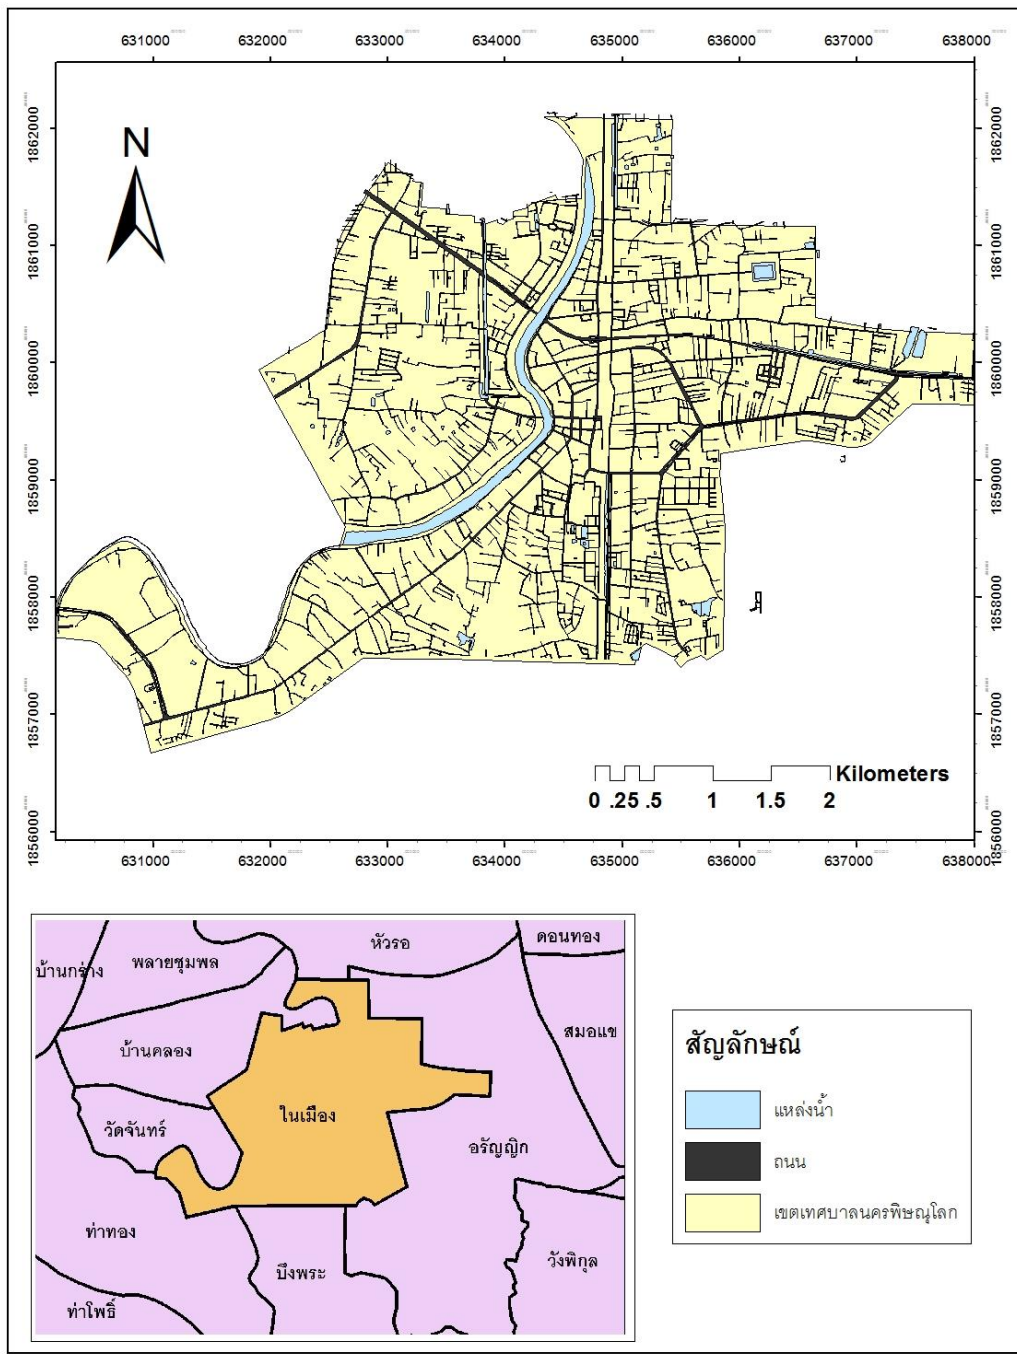 631000 632000 633000 634000 635000 636000 637000 638000
1862000 1862000
N
1861000 1861000
1860000 1860000
1859000 1859000
1858000 1858000
1857000 1857000
Kilometers
0 .25 .5 1 1.5 2
1856000 1856000
631000 632000 633000 634000 635000 636000 637000 638000
หัวรอ
ดอนทอง
บ้านกร่าง
พลายชุมพล
สมอแข
บ้านคลอง
ในเมือง
วัดจันทร์
อรัญญิก
ท่าทอง
บึงพระ
วังพิกุล
ท่าโพธิ์
สัญลักษณ์
แหล่งน้ำ
ถนน
เขตเทศบาลนครพิษณุโลก